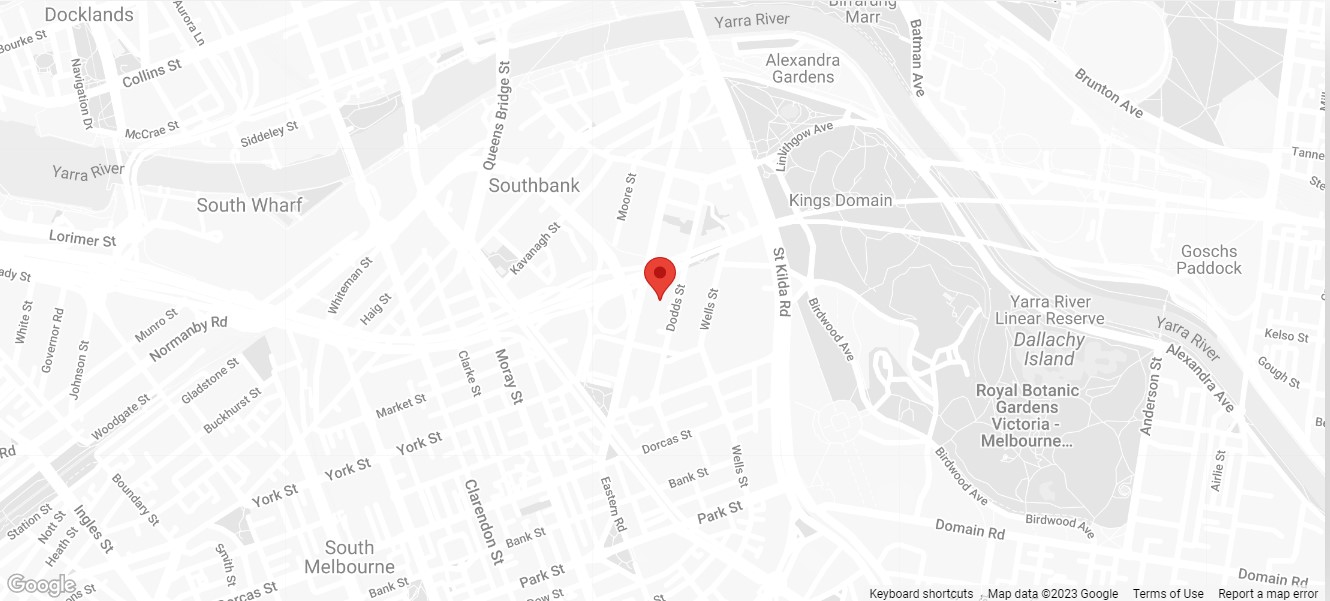 Docklands
Bourke St
Aurora Ln
Navigation Dr
Collins St
McCrae St
Siddeley St
Queens Bridge St
Yarra River
Birrarung
Marr
Batman Ave
Alexandra
Gardens
Brunton Ave
Linlithgow Ave
Yarra River
South Wharf
Southbank
Moore St
Kings Domain
Lorimer St
Kavanagh St
Whiteman St
Haig St
St Kilda Rd
Goschs
Paddock
White St
Governor Rd
Johnson St
Munro St
Normanby Rd
Dodds St
Wells St
Birdwood Ave
Yarra River
Linear Reserve
Dallachy
Island
Yarra River
Alexandra Ave
Kelso St
Gough St
Gladstone St
Buckhurst St
Woodgate St
Clarke St
Moray St
Market St
York St
York St
York St
Royal Botanic
Gardens
Victoria -
Melbourne...
Anderson St
Dorcas St
Wells St
Bank St
Park St
Eastern Rd
Clarendon St
Boundary St
Ingles St
Station St
Nott St
Heath St
Smith St
South
Melbourne
Bank St
Park St
Bank St
Birdwood Ave
Birdwood Ave
Airlie St
Domain Rd
Domain Rd
Google
Keyboard shortcuts
Map data ©2023 Google
Terms of Use
Report a map error